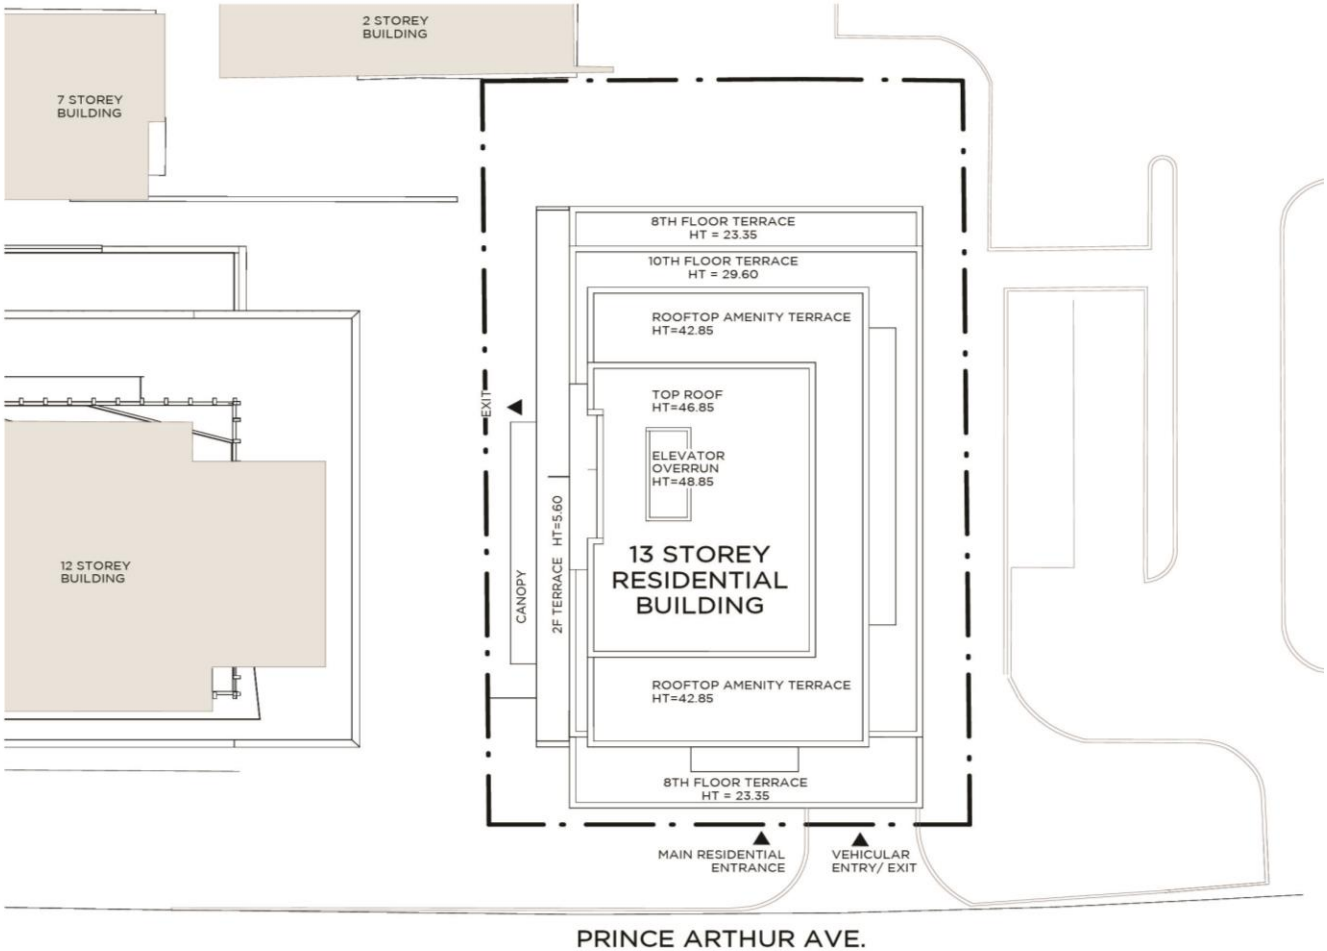 2 STOREY
BUILDING
7 STOREY
BUILDING
8TH FLOOR TERRACE
HT = 23.35
10TH FLOOR TERRACE
HT = 29.60
ROOFTOP AMENITY TERRACE
HT=42.85
TOP ROOF
HT=46.85
EXIT
ELEVATOR
OVERRUN
HT=48.85
2F TERRACE HT=5.60
CANOPY
13 STOREY
RESIDENTIAL
BUILDING
12 STOREY
BUILDING
ROOFTOP AMENITY TERRACE
HT=42.85
8TH FLOOR TERRACE
HT = 23.35
MAIN RESIDENTIAL
ENTRANCE
VEHICULAR
ENTRY/ EXIT
PRINCE ARTHUR AVE.